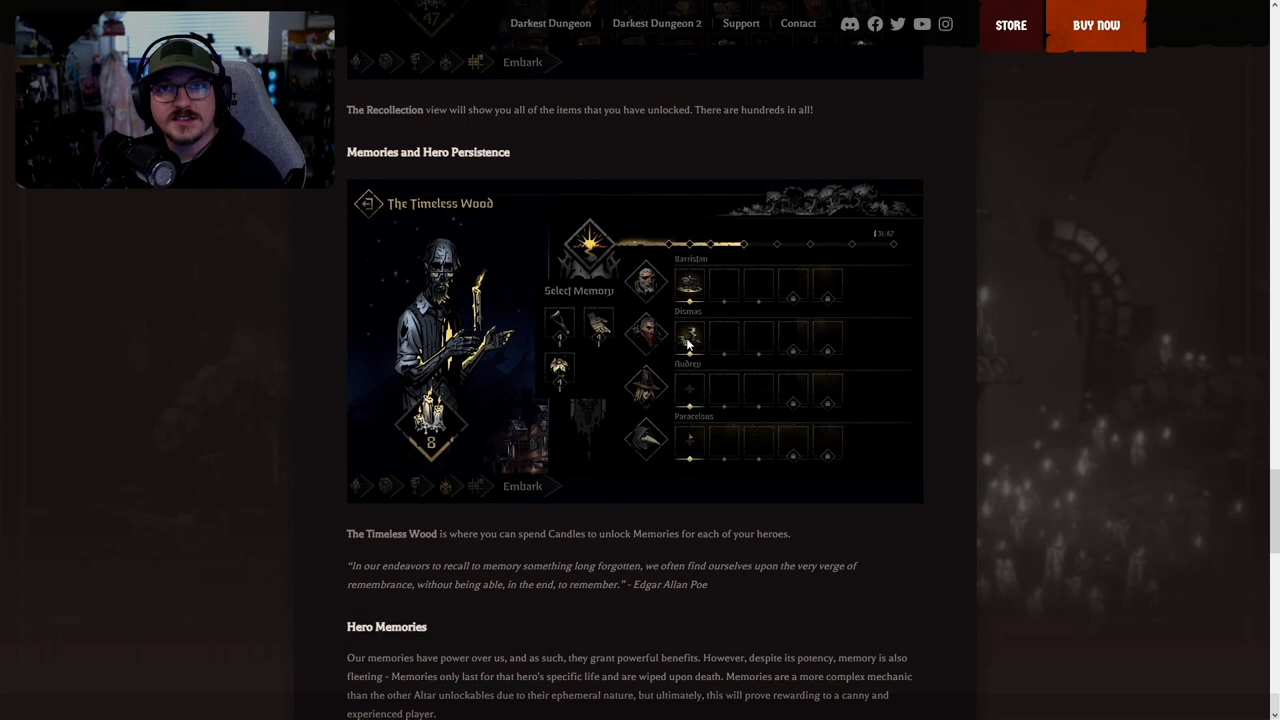 47
Darkest Dungeon
Darkest Dungeon 2
Support
Contact
STORE
BUY NOW
Embark
The Recollection view will show you all of the items that you have unlocked. There are hundreds in all!
Memories and Hero Persistence
The Timeless Wood
31/67
Select Memory
Barristan
Dismas
Audrey
Paracelsus
8
Embark
The Timeless Wood is where you can spend Candles to unlock Memories for each of your heroes.
“In our endeavors to recall to memory something long forgotten, we often find ourselves upon the very verge of
remembrance, without being able, in the end, to remember.” - Edgar Allan Poe
Hero Memories
Our memories have power over us, and as such, they grant powerful benefits. However, despite its potency, memory is also
fleeting - Memories only last for that hero's specific life and are wiped upon death. Memories are a more complex mechanic
than the other Altar unlockables due to their ephemeral nature, but ultimately, this will prove rewarding to a canny and
experienced player.